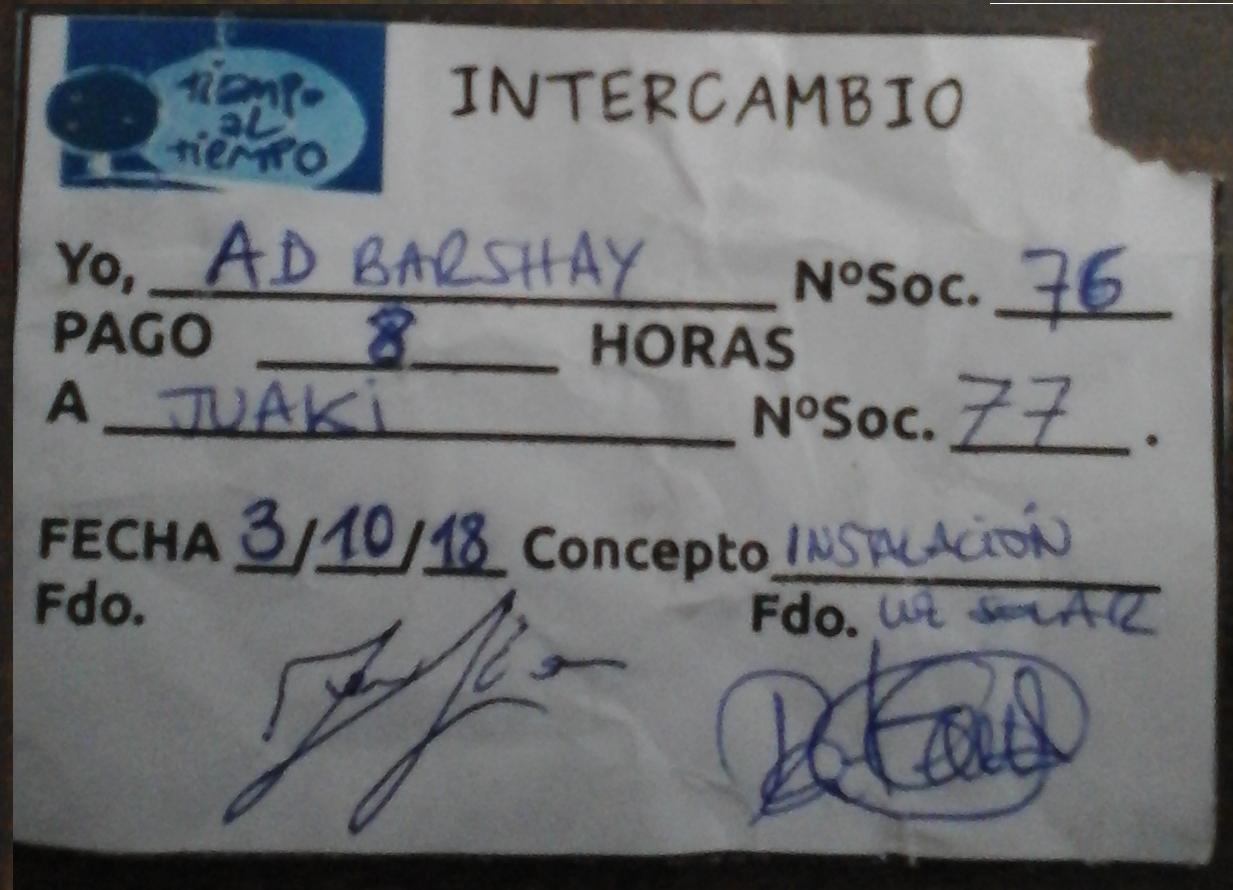 tiempo
al
tiempo
INTERCAMBIO
Yo, AD BARSHAY NºSoc. 76
PAGO 8 HORAS
A JUAKi NºSoc. 77.
FECHA 3/10/18 Concepto INSTALACIÓN
Fdo. Fdo. SOLAR